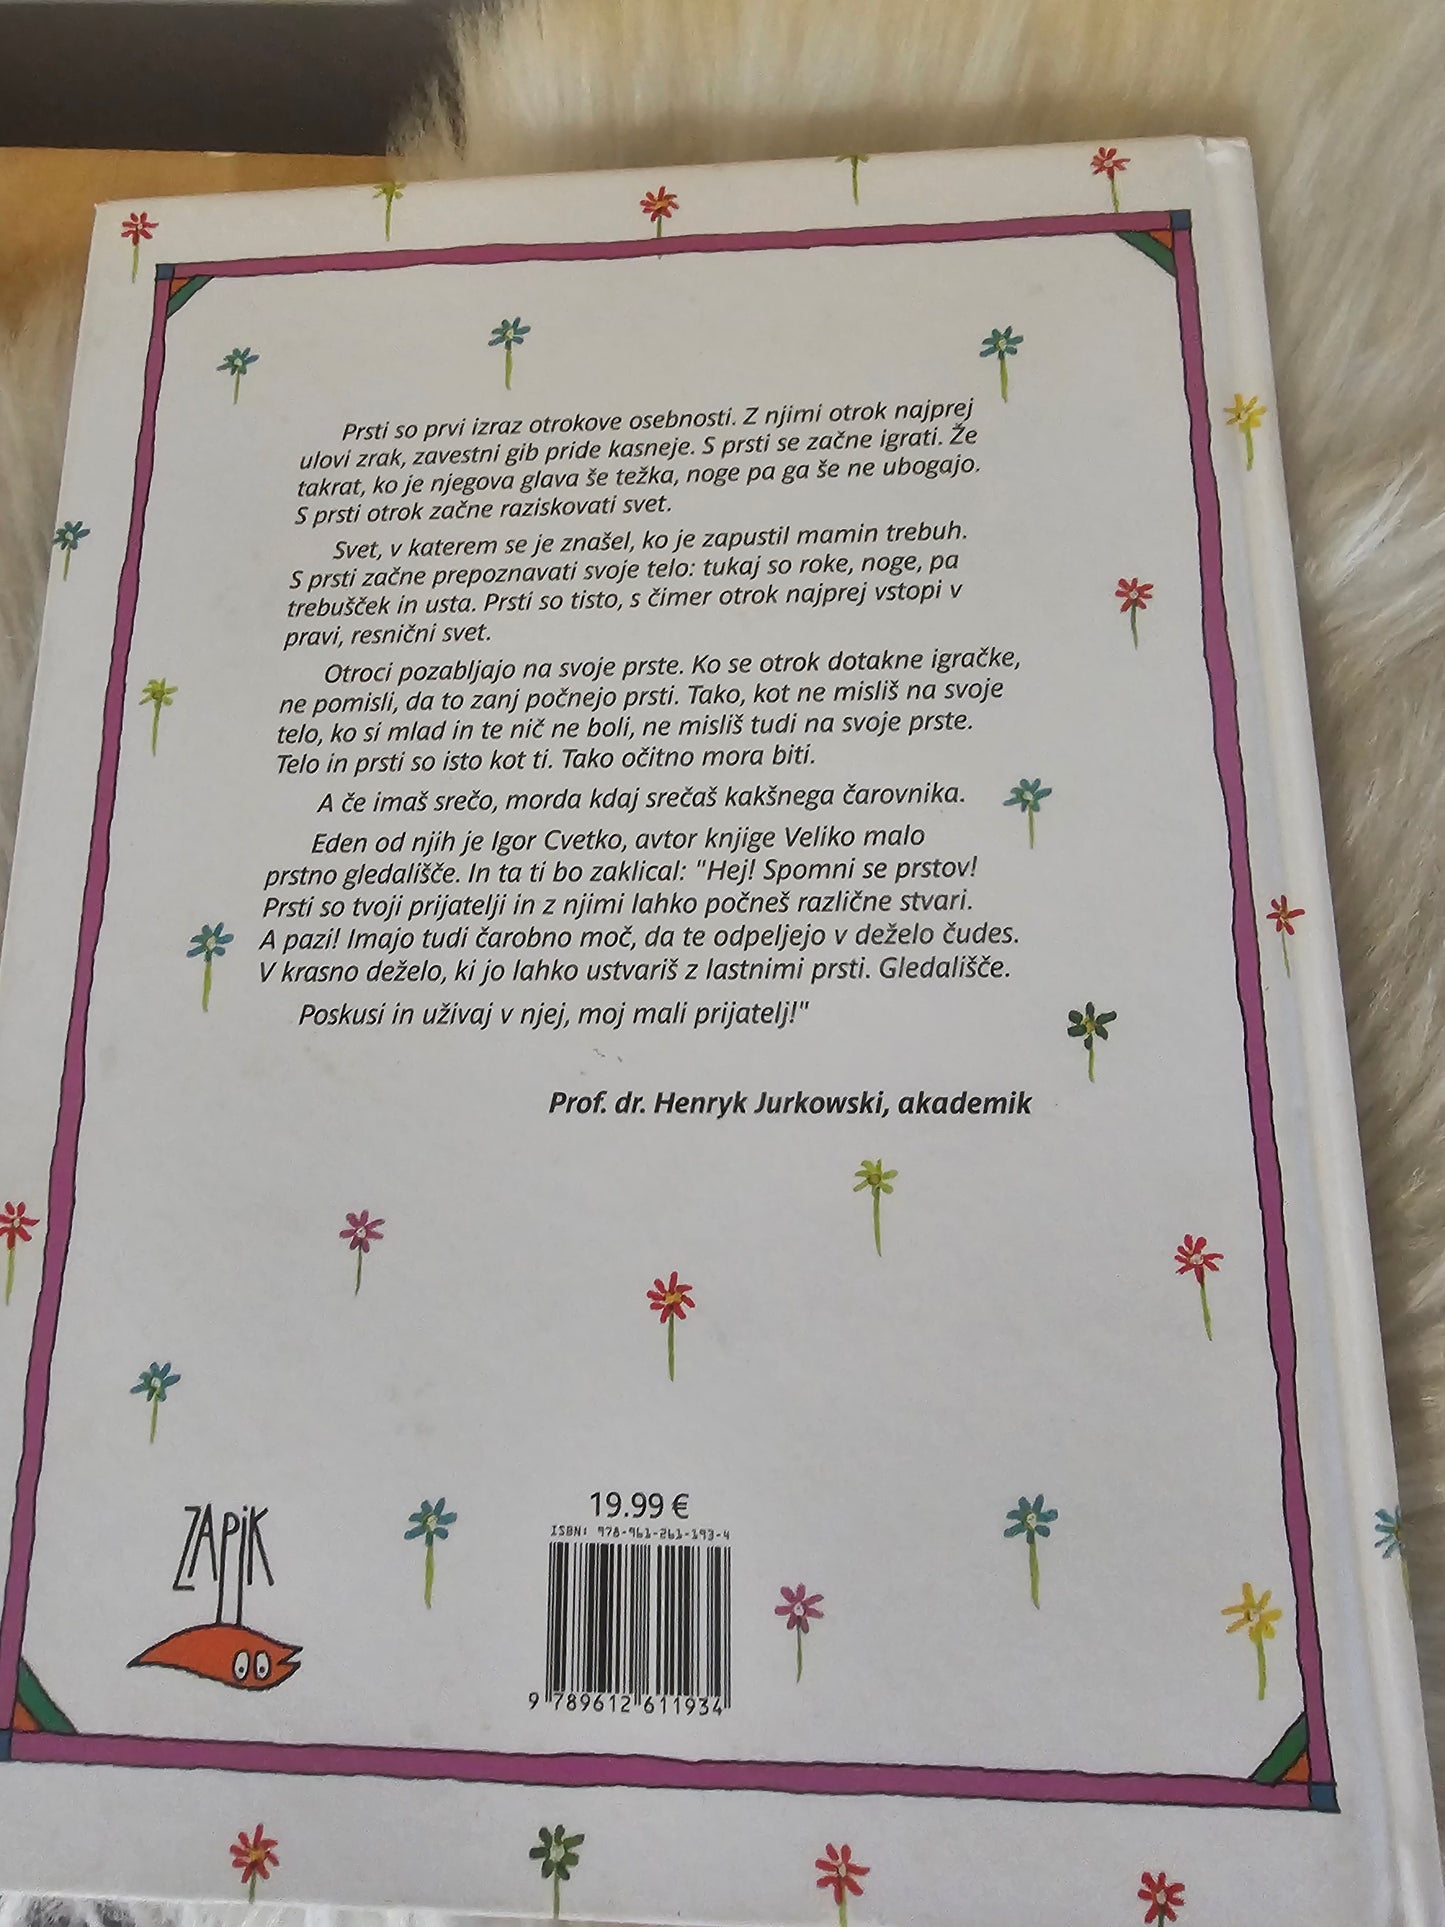 Prsti so prvi izraz otrokove osebnosti. Z njimi otrok najprej
ulovi zrak, zavestni gib pride kasneje. S prsti se začne igrati. Že
takrat, ko je njegova glava še težka, noge pa ga še ne ubogajo.
S prsti otrok začne raziskovati svet.
Svet, v katerem se je znašel, ko je zapustil mamin trebuh.
S prsti začne prepoznavati svoje telo: tukaj so roke, noge, pa
trebušček in usta. Prsti so tisto, s čimer otrok najprej vstopi v
pravi, resnični svet.
Otroci pozabljajo na svoje prste. Ko se otrok dotakne igračke,
ne pomisli, da to zanj počnejo prsti. Tako, kot ne misliš na svoje
telo, ko si mlad in te nič ne boli, ne misliš tudi na svoje prste.
Telo in prsti so isto kot ti. Tako očitno mora biti.
A če imaš srečo, morda kdaj srečaš kakšnega čarovnika.
Eden od njih je Igor Cvetko, avtor knjige Veliko malo
prstno gledališče. In ta ti bo zaklical: "Hej! Spomni se prstov!
Prsti so tvoji prijatelji in z njimi lahko počneš različne stvari.
A pazi! Imajo tudi čarobno moč, da te odpeljejo v deželo čudes.
V krasno deželo, ki jo lahko ustvariš z lastnimi prsti. Gledališče.
Poskusi in uživaj v njej, moj mali prijatelj!"
Prof. dr. Henryk Jurkowski, akademik
ZAPIK
19.99 €
ISBN: 978-961-261-193-4
9 789612 611934